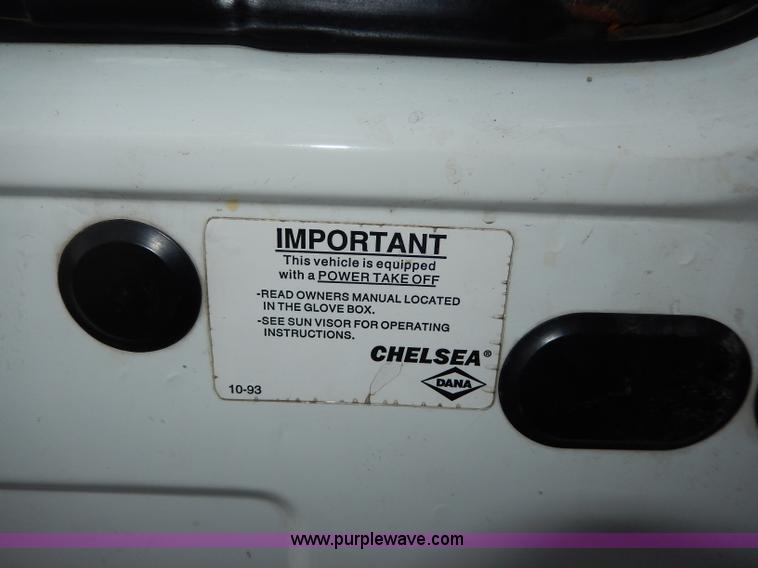 IMPORTANT
This vehicle is equipped
with a POWER TAKE OFF
-READ OWNERS MANUAL LOCATED
IN THE GLOVE BOX.
-SEE SUN VISOR FOR OPERATING
INSTRUCTIONS.
CHELSEA®
DANA
10-93
www.purplewave.com